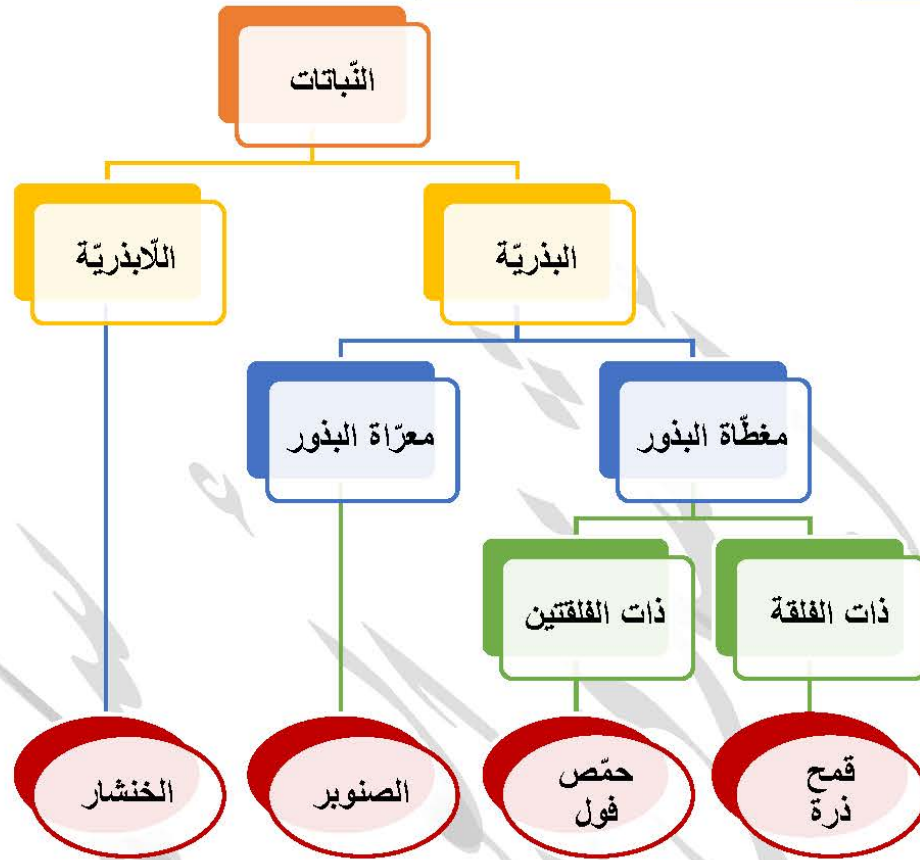 النّباتات
البذريّة
اللّابذريّة
مغطّاة البذور
معرّاة البذور
ذات الفلقة
ذات الفلقتين
قمح
ذرة
حمّص
فول
الصنوبر
الخنشار